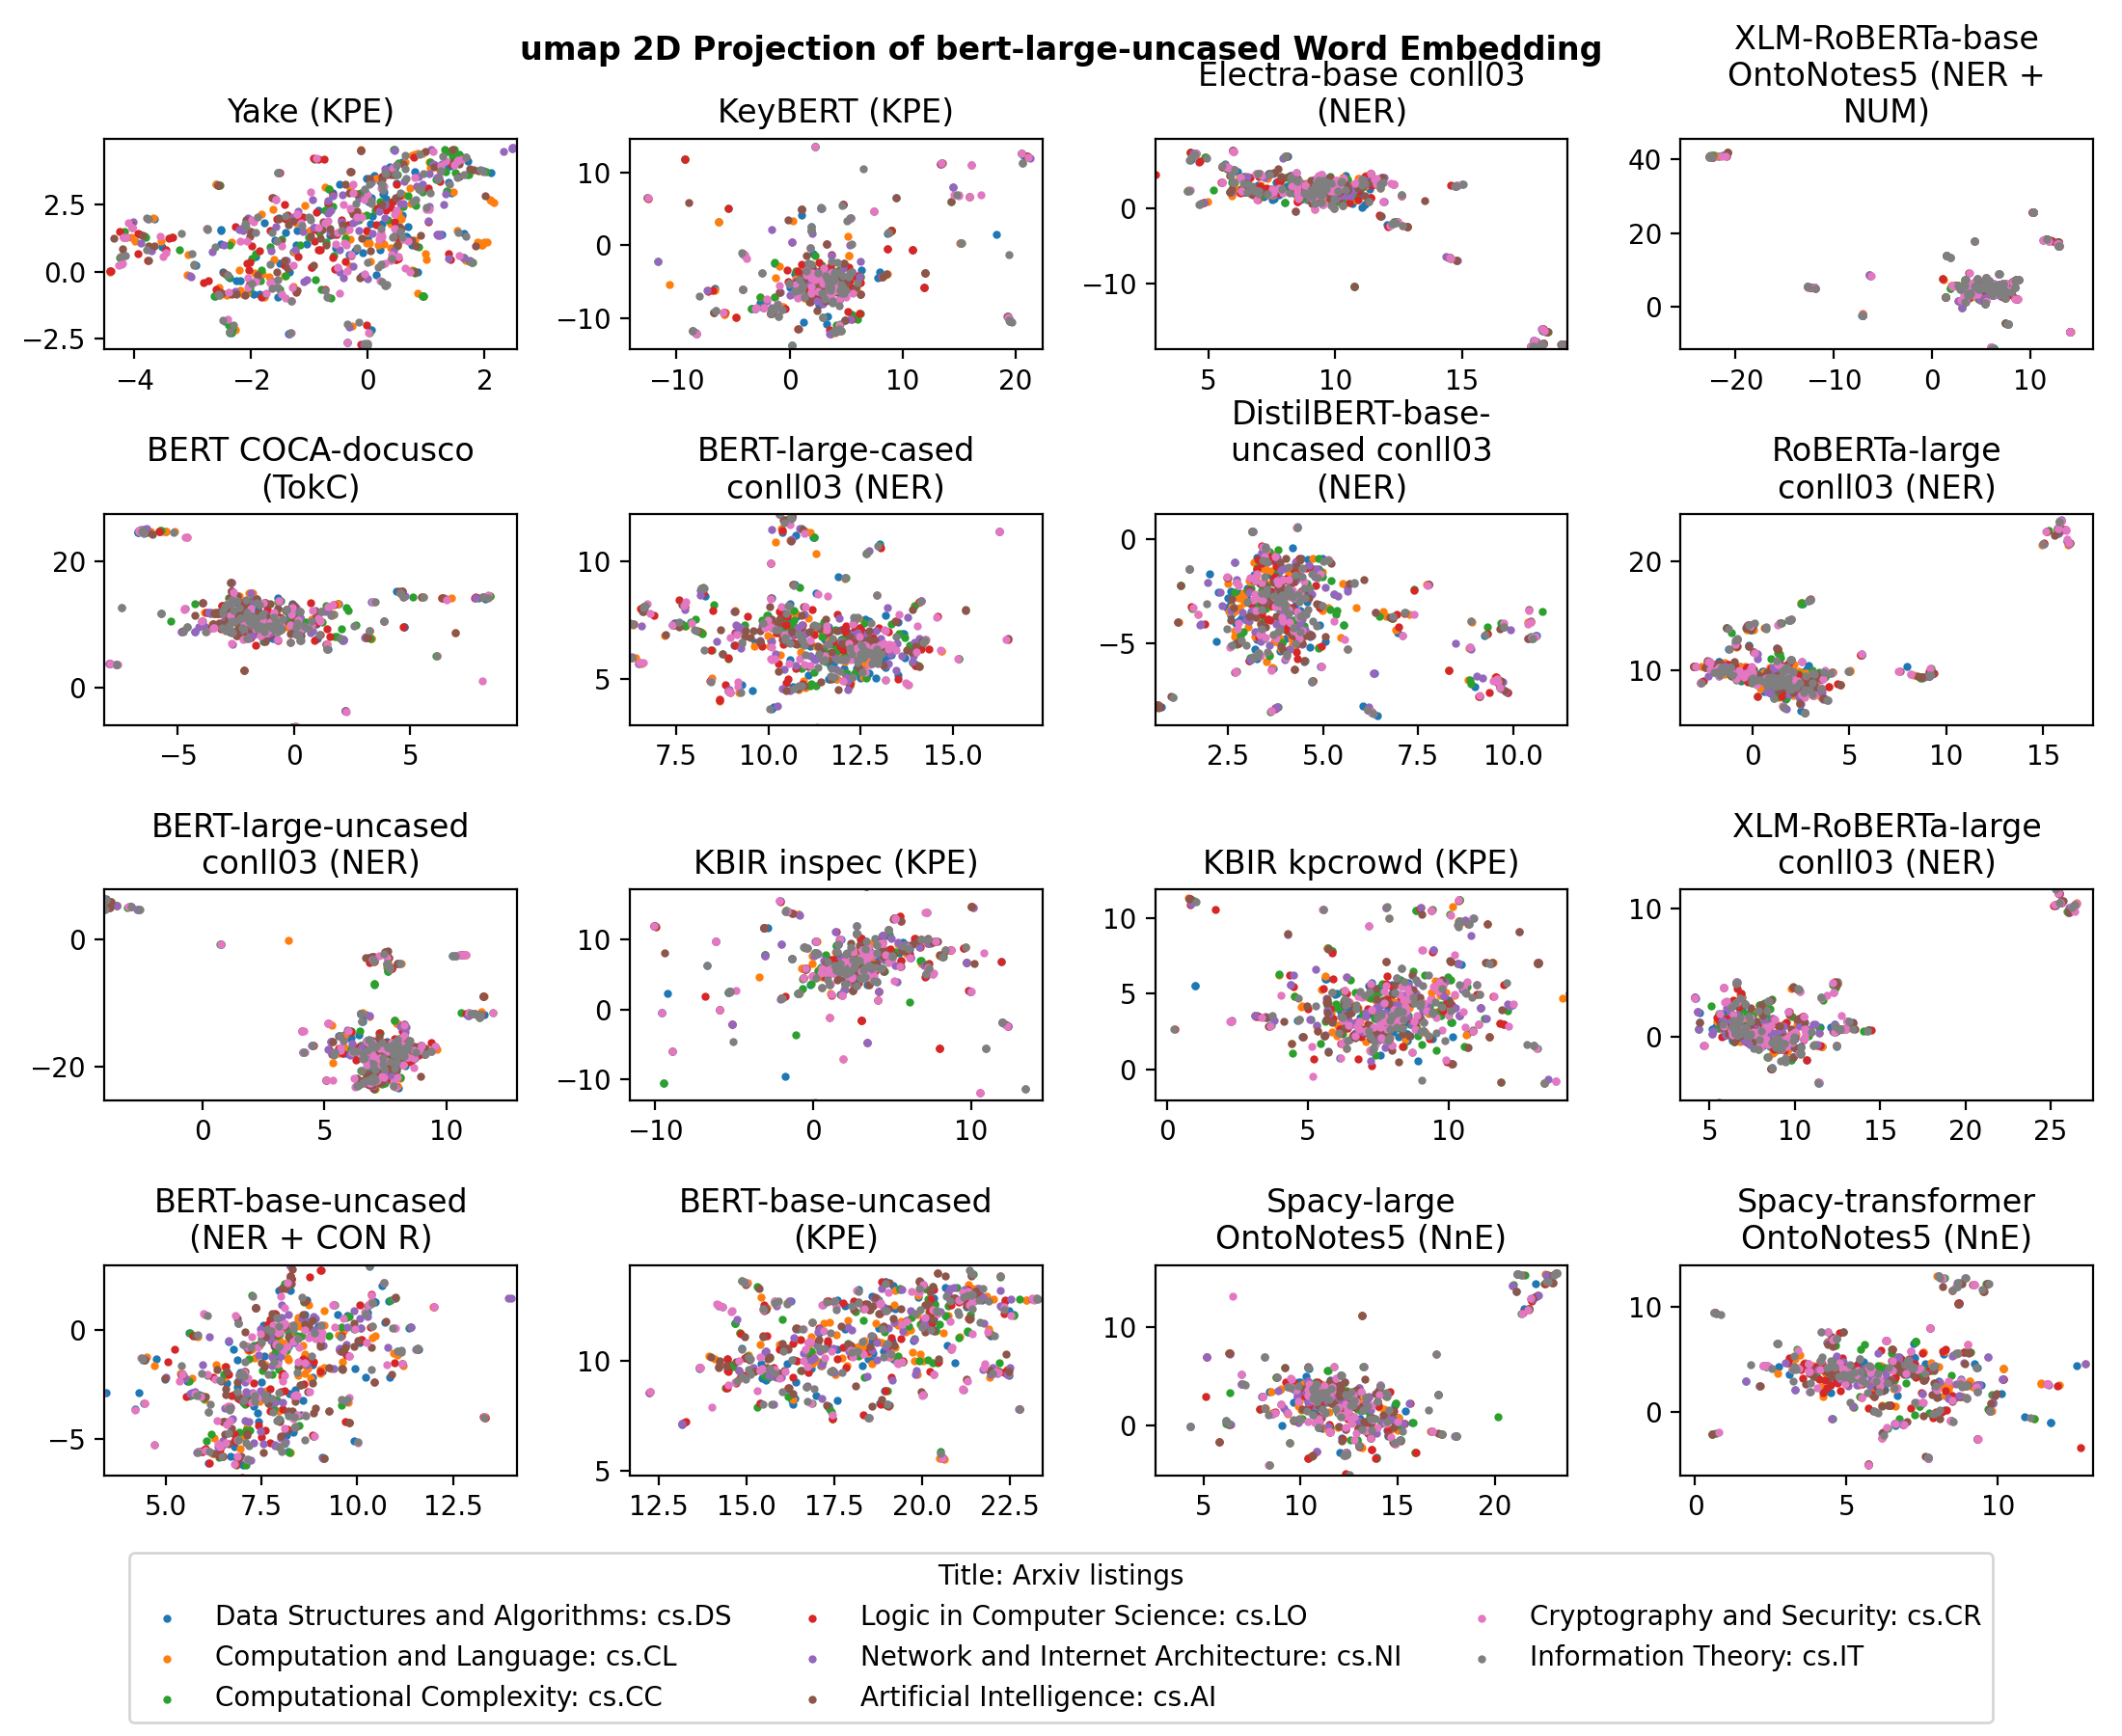 umap 2D Projection of bert-large-uncased Word Embedding
Yake (KPE)
2.5
0.0
−2.5
−4 −2 0 2
KeyBERT (KPE)
10
0
−10
−10 0 10 20
Electra-base conll03
(NER)
0
−10
5 10 15
XLM-RoBERTa-base
OntoNotes5 (NER +
NUM)
40
20
0
−20 −10 0 10
BERT COCA-docusco
(TokC)
20
10
0
−5 0 5
BERT-large-cased
conll03 (NER)
10
5
7.5 10.0 12.5 15.0
DistilBERT-base-
uncased conll03
(NER)
0
−5
2.5 5.0 7.5 10.0
RoBERTa-large
conll03 (NER)
20
10
0 5 10 15
BERT-large-uncased
conll03 (NER)
0
−20
0 5 10
KBIR inspec (KPE)
10
0
−10
−10 0 10
KBIR kpcrowd (KPE)
10
5
0
0 5 10
XLM-RoBERTa-large
conll03 (NER)
10
0
5 10 15 20 25
BERT-base-uncased
(NER + CON R)
0
−5
5.0 7.5 10.0 12.5
BERT-base-uncased
(KPE)
10
5
12.5 15.0 17.5 20.0 22.5
Spacy-large
OntoNotes5 (NnE)
10
0
5 10 15 20
Spacy-transformer
OntoNotes5 (NnE)
10
0
0 5 10
Title: Arxiv listings
Data Structures and Algorithms: cs.DS
Computation and Language: cs.CL
Computational Complexity: cs.CC
Logic in Computer Science: cs.LO
Network and Internet Architecture: cs.NI
Artificial Intelligence: cs.AI
Cryptography and Security: cs.CR
Information Theory: cs.IT